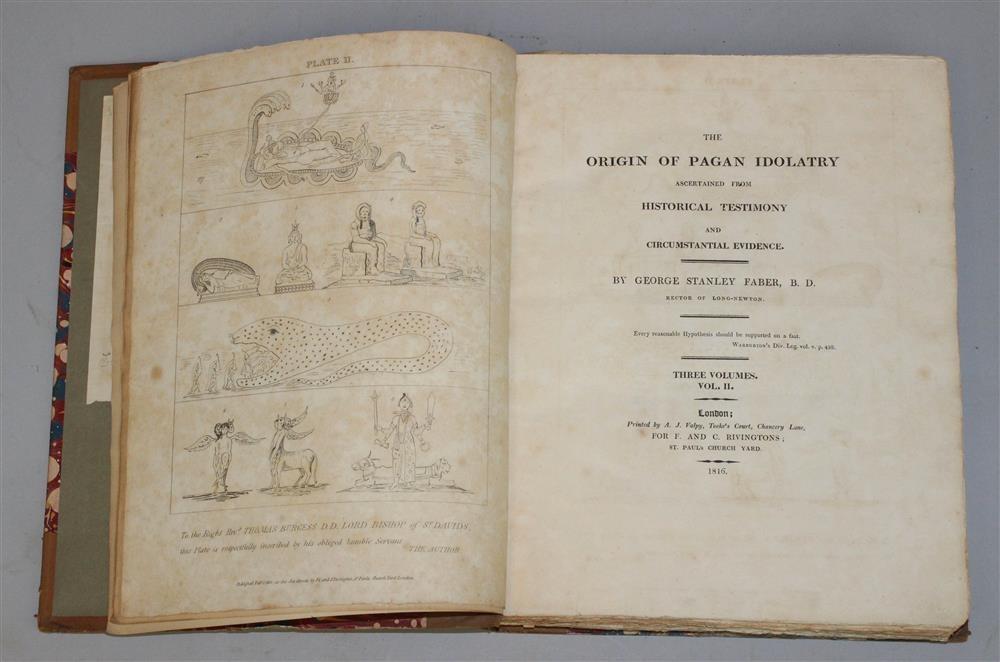 PLATE II.
To the Right Revd. THOMAS BURGESS D.D. LORD BISHOP of St. DAVIDS,
this Plate is respectfully inscribed by his obliged humble Servant
THE AUTHOR
THE
ORIGIN OF PAGAN IDOLATRY
ASCERTAINED FROM
HISTORICAL TESTIMONY
AND
CIRCUMSTANTIAL EVIDENCE.
BY GEORGE STANLEY FABER, B. D.
RECTOR OF LONG-NEWTON.
Every reasonable Hypothesis should be supported on a fact.
WARBURTON's Div. Leg. vol. v. p. 458.
THREE VOLUMES.
VOL. II.
London;
Printed by A. J. Valpy, Tooke's Court, Chancery Lane,
FOR F. AND C. RIVINGTONS;
ST. PAUL'S CHURCH YARD.
1816.